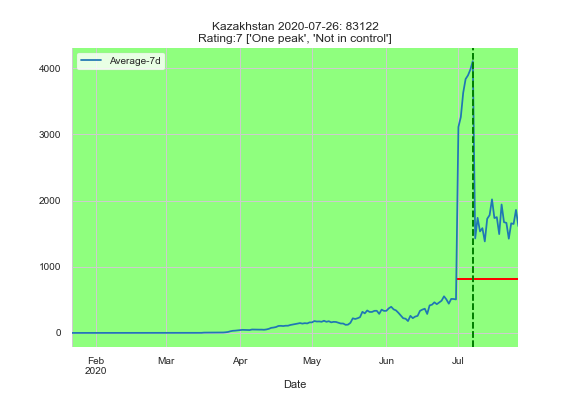 Kazakhstan 2020-07-26: 83122
Rating:7 ['One peak', 'Not in control']
Average-7d
4000
3000
2000
1000
0
Feb Mar Apr May Jun Jul
2020
Date